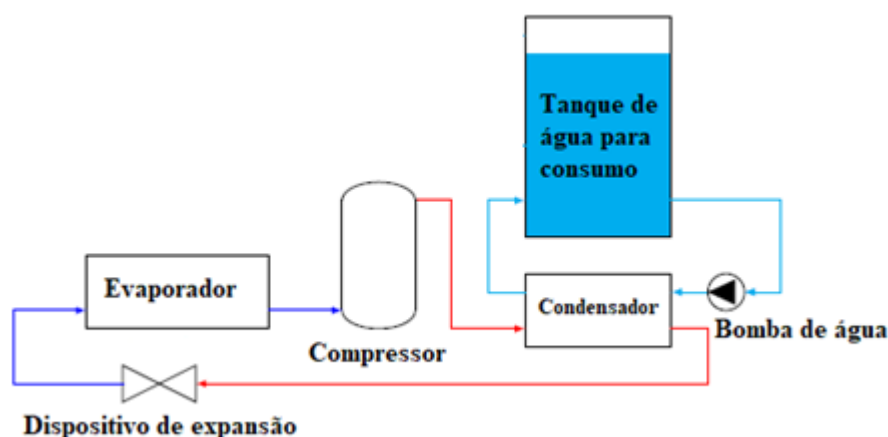 Tanque de
água para
consumo
Evaporador
Condensador
Bomba de água
Compressor
Dispositivo de expansão